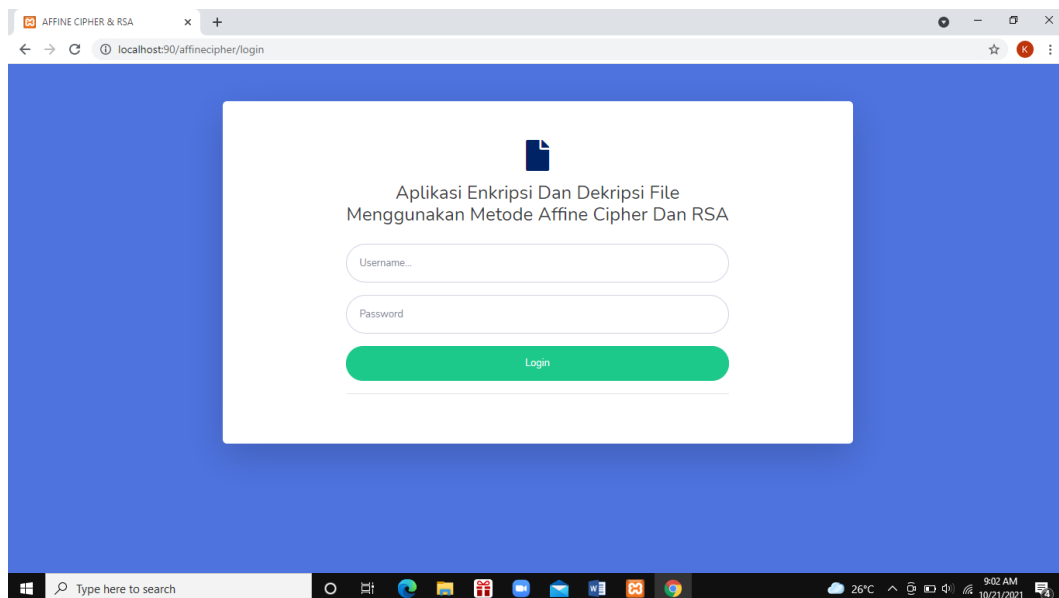 AFFINE CIPHER & RSA
localhost:90/affinecipher/login
K
Aplikasi Enkripsi Dan Dekripsi File
Menggunakan Metode Affine Cipher Dan RSA
Username...
Password
Login
Type here to search
26°C
9:02 AM
10/21/2021
4